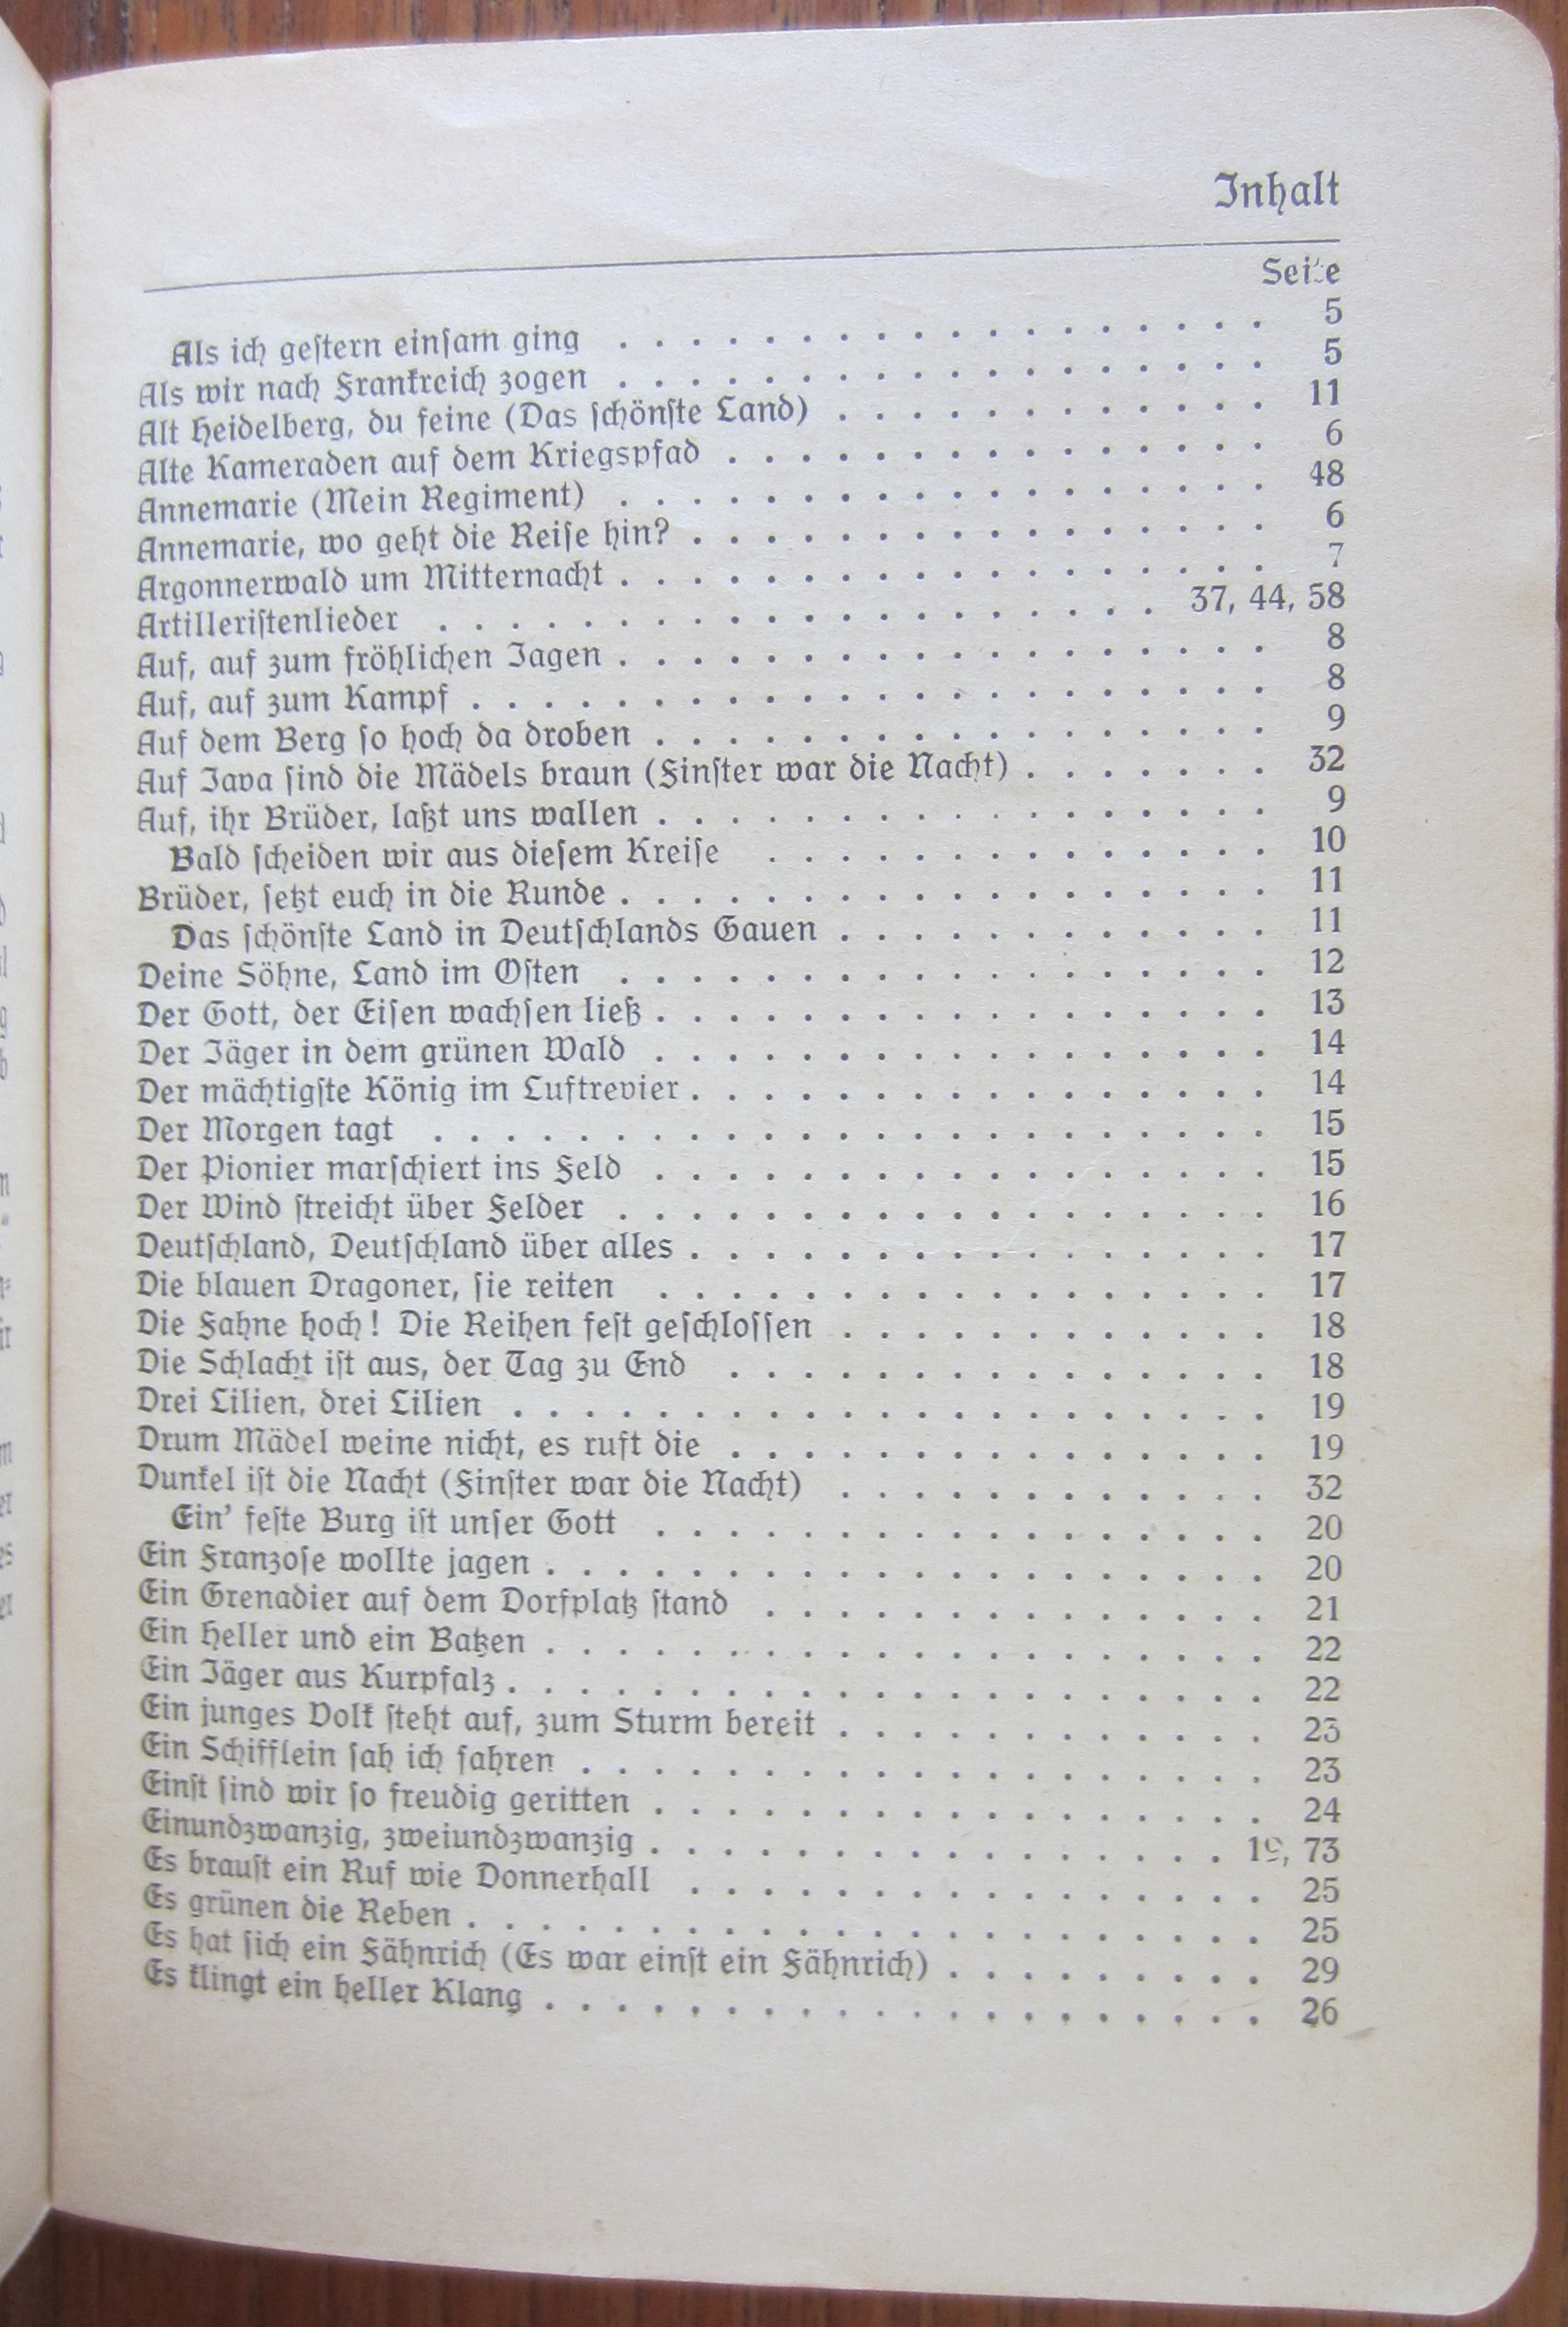 Inhalt
Seite
Als ich gestern einsam ging . . . . . . . . . . . . . . . . . . 5
Als wir nach Frankreich zogen . . . . . . . . . . . . . . . . . . 5
Alt Heidelberg, du feine (Das schönste Land) . . . . . . . . . . . . 11
Alte Kameraden auf dem Kriegspfad . . . . . . . . . . . . . . . 6
Annemarie (Mein Regiment) . . . . . . . . . . . . . . . . . . 48
Annemarie, wo geht die Reise hin? . . . . . . . . . . . . . . . . 6
Argonnerwald um Mitternacht . . . . . . . . . . . . . . . . . . 7
Artilleristenlieder . . . . . . . . . . . . . . . . . . . . 37, 44, 58
Auf, auf zum fröhlichen Jagen . . . . . . . . . . . . . . . . . . 8
Auf, auf zum Kampf . . . . . . . . . . . . . . . . . . . . . . 8
Auf dem Berg so hoch da droben . . . . . . . . . . . . . . . . . 9
Auf Java sind die Mädels braun (Finster war die Nacht) . . . . . . . 32
Auf, ihr Brüder, laßt uns wallen . . . . . . . . . . . . . . . . . 9
Bald scheiden wir aus diesem Kreise . . . . . . . . . . . . . . 10
Brüder, setzt euch in die Runde . . . . . . . . . . . . . . . . . . 11
Das schönste Land in Deutschlands Gauen . . . . . . . . . . . . 11
Deine Söhne, Land im Osten . . . . . . . . . . . . . . . . . . 12
Der Gott, der Eisen wachsen ließ . . . . . . . . . . . . . . . . . 13
Der Jäger in dem grünen Wald . . . . . . . . . . . . . . . . . 14
Der mächtigste König im Luftrevier . . . . . . . . . . . . . . . . 14
Der Morgen tagt . . . . . . . . . . . . . . . . . . . . . . . 15
Der Pionier marschiert ins Feld . . . . . . . . . . . . . . . . . 15
Der Wind streicht über Felder . . . . . . . . . . . . . . . . . . 16
Deutschland, Deutschland über alles . . . . . . . . . . . . . . . . 17
Die blauen Dragoner, sie reiten . . . . . . . . . . . . . . . . . 17
Die Fahne hoch! Die Reihen fest geschlossen . . . . . . . . . . . . 18
Die Schlacht ist aus, der Tag zu End . . . . . . . . . . . . . . . 18
Drei Lilien, drei Lilien . . . . . . . . . . . . . . . . . . . . . 19
Drum Mädel weine nicht, es ruft die . . . . . . . . . . . . . . . 19
Dunkel ist die Nacht (Finster war die Nacht) . . . . . . . . . . . . 32
Ein' feste Burg ist unser Gott . . . . . . . . . . . . . . . . . 20
Ein Franzose wollte jagen . . . . . . . . . . . . . . . . . . . . 20
Ein Grenadier auf dem Dorfplatz stand . . . . . . . . . . . . . . 21
Ein Heller und ein Batzen . . . . . . . . . . . . . . . . . . . . 22
Ein Jäger aus Kurpfalz . . . . . . . . . . . . . . . . . . . . . 22
Ein junges Volk steht auf, zum Sturm bereit . . . . . . . . . . . . 23
Ein Schifflein sah ich fahren . . . . . . . . . . . . . . . . . . . 23
Einst sind wir so freudig geritten . . . . . . . . . . . . . . . . . 24
Einundzwanzig, zweiundzwanzig . . . . . . . . . . . . . . . . 19, 73
Es braust ein Ruf wie Donnerhall . . . . . . . . . . . . . . . . 25
Es grünen die Reben . . . . . . . . . . . . . . . . . . . . . . 25
Es hat sich ein Fähnrich (Es war einst ein Fähnrich) . . . . . . . . . 29
Es klingt ein heller Klang . . . . . . . . . . . . . . . . . . . . 26